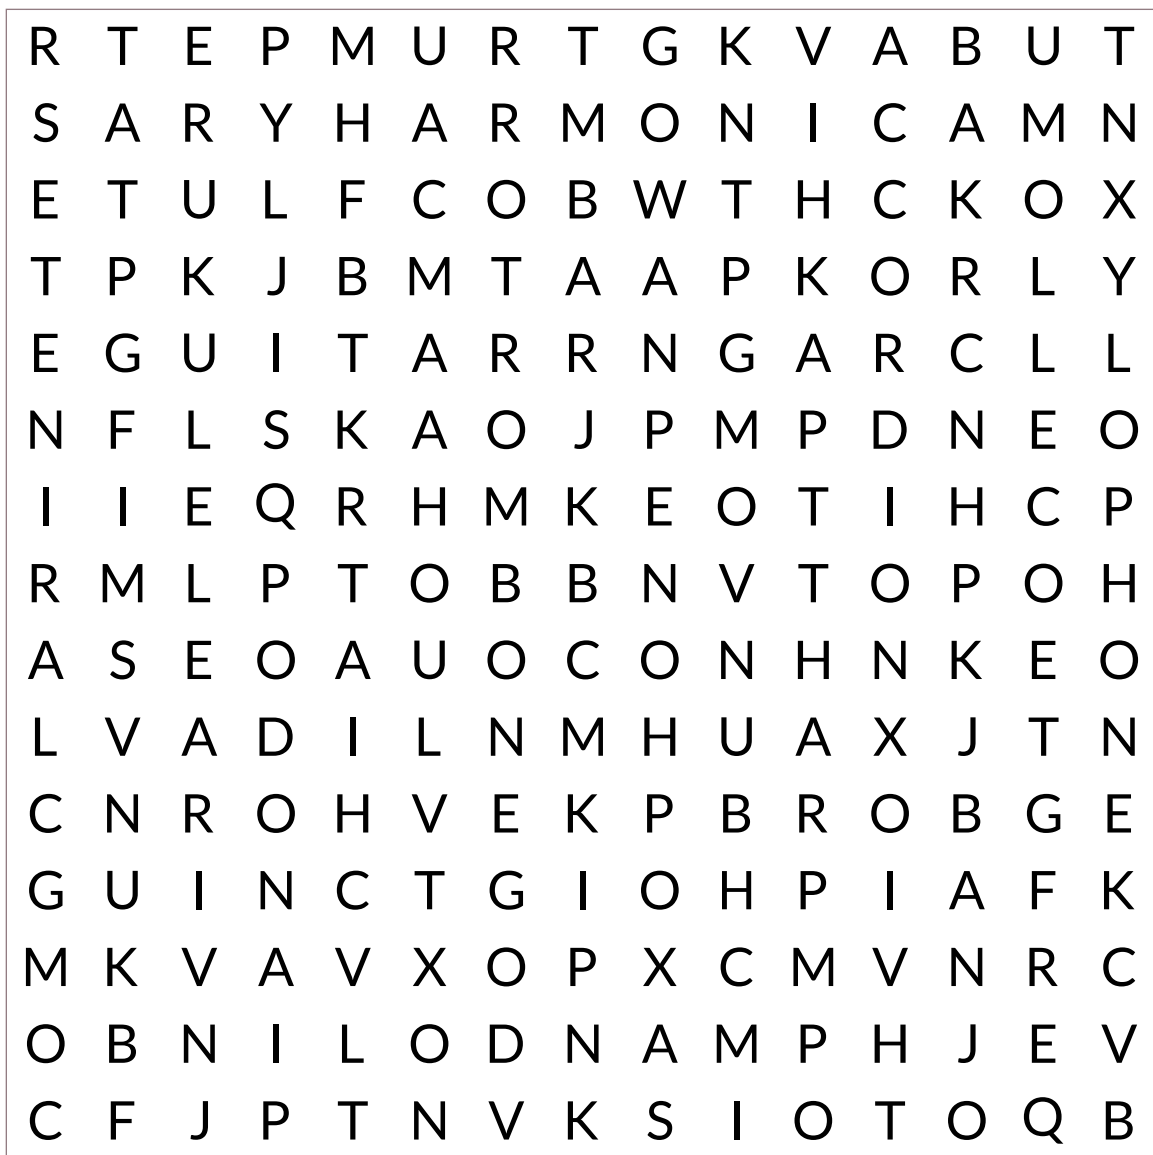 R T E P M U R T G K V A B U T
S A R Y H A R M O N I C A M N
E T U L F C O B W T H C K O X
T P K J B M T A A P K O R L Y
E G U I T A R R N G A R C L L
N F L S K A O J P M P D N E O
I I E Q R H M K E O T I H C P
R M L P T O B B N V T O P O H
A S E O A U O C O N H N K E O
L V A D I L N M H U A X J T N
C N R O H V E K P B R O B G E
G U I N C T G I O H P I A F K
M K V A V X O P X C M V N R C
O B N I L O D N A M P H J E V
C F J P T N V K S I O T O Q B